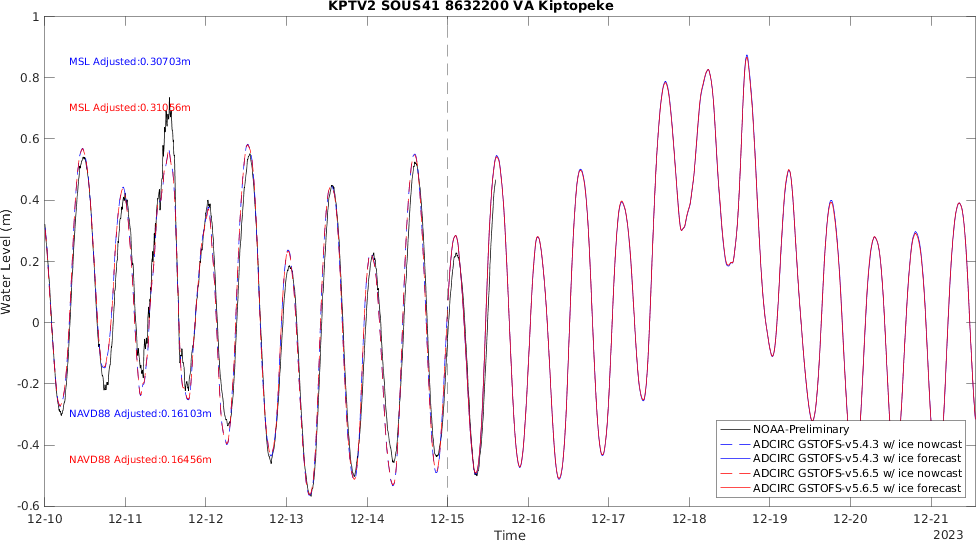 KPTV2 SOUS41 8632200 VA Kiptopeke
1
0.8
0.6
0.4
0.2
0
-0.2
-0.4
-0.6
Water Level (m)
MSL Adjusted:0.30703m
MSL Adjusted:0.31056m
NAVD88 Adjusted:0.16103m
NAVD88 Adjusted:0.16456m
NOAA-Preliminary
ADCIRC GSTOFS-v5.4.3 w/ ice nowcast
ADCIRC GSTOFS-v5.4.3 w/ ice forecast
ADCIRC GSTOFS-v5.6.5 w/ ice nowcast
ADCIRC GSTOFS-v5.6.5 w/ ice forecast
12-10 12-11 12-12 12-13 12-14 12-15 12-16 12-17 12-18 12-19 12-20 12-21
Time
2023